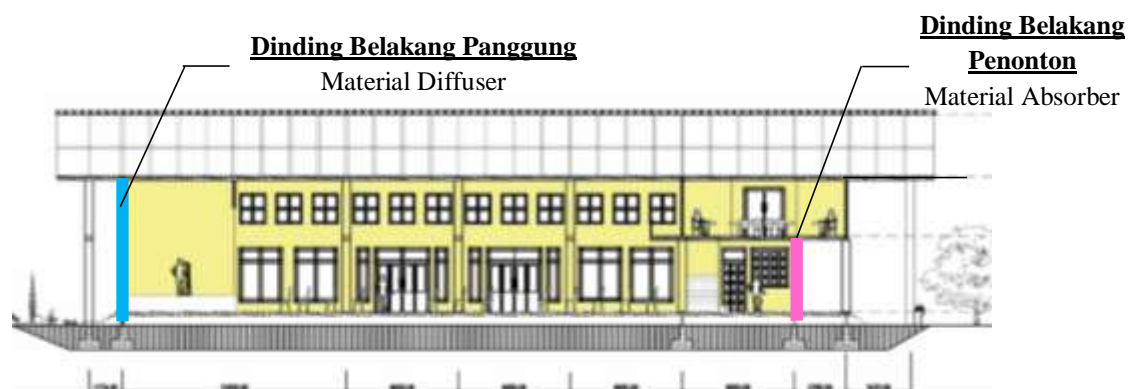 Dinding Belakang Panggung
Material Diffuser
Dinding Belakang
Penonton
Material Absorber